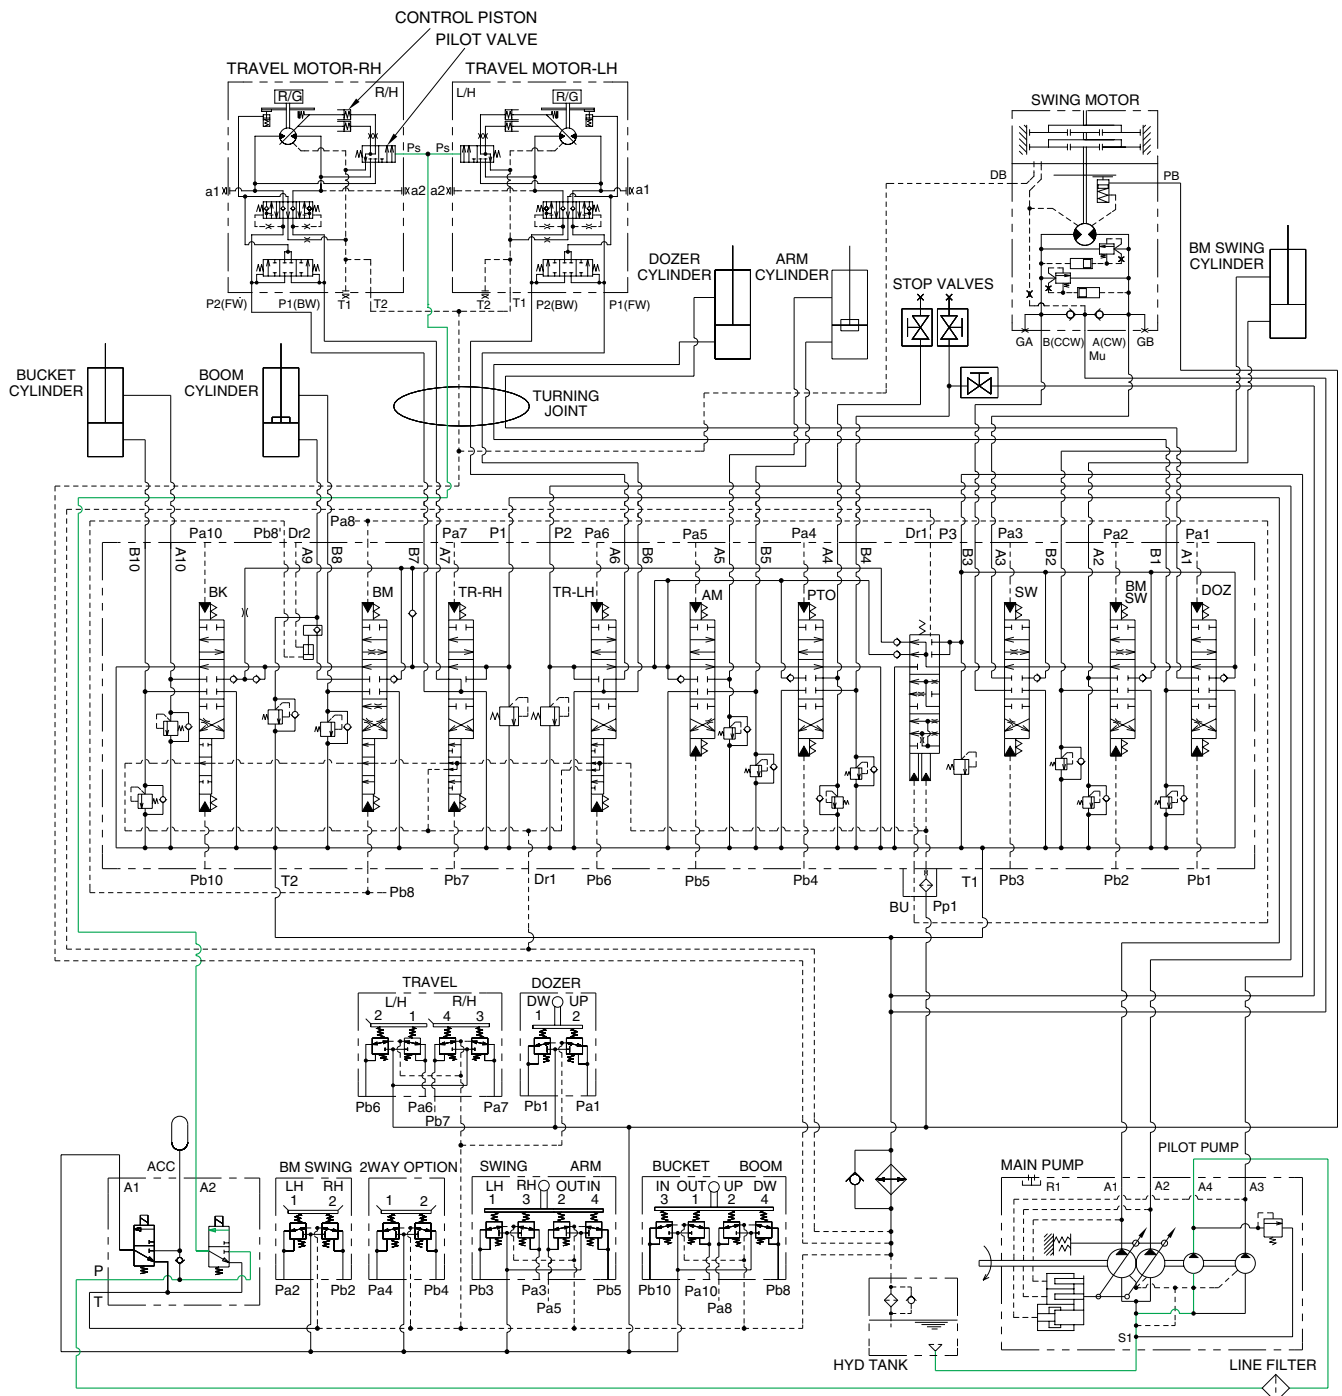 CONTROL PISTON
PILOT VALVE
TRAVEL MOTOR-RH
TRAVEL MOTOR-LH
R/G
R/H
L/H
R/G
SWING MOTOR
Ps
Ps
DB
PB
a1
a2
a2
a1
DOZER
CYLINDER
ARM
CYLINDER
BM SWING
CYLINDER
STOP VALVES
P2(FW)
P1(BW)
T1
T2
T2
T1
P2(BW)
P1(FW)
GA
B(CCW)
A(CW)
GB
Mu
BUCKET
CYLINDER
BOOM
CYLINDER
TURNING
JOINT
Pa10
Pb8'
Dr2
Pa8
Pa7
P1
P2
Pa6
Pa5
Pa4
Dr1
P3
Pa3
Pa2
Pa1
B10
A10
A9
B8
B7
A7
A6
B6
A5
B5
A4
B4
B3
A3
B2
A2
B1
A1
BK
BM
TR-RH
TR-LH
AM
PTO
SW
BM
SW
DOZ
Pb10
T2
Pb8
Pb7
Dr1
Pb6
Pb5
Pb4
BU
Pp1
T1
Pb3
Pb2
Pb1
TRAVEL
L/H
R/H
2
1
4
3
Pb6
Pa6
Pb7
Pa7
DOZER
DW
UP
1
2
Pb1
Pa1
ACC
A1
A2
P
T
BM SWING
LH
RH
1
2
Pa2
Pb2
2WAY OPTION
1
2
Pa4
Pb4
SWING
ARM
LH
RH
OUT
IN
1
3
2
4
Pb3
Pa3
Pa5
Pb5
BUCKET
BOOM
IN
OUT
UP
DW
3
1
2
4
Pb10
Pa10
Pa8
Pb8
HYD TANK
PILOT PUMP
MAIN PUMP
R1
A1
A2
A4
A3
S1
LINE FILTER